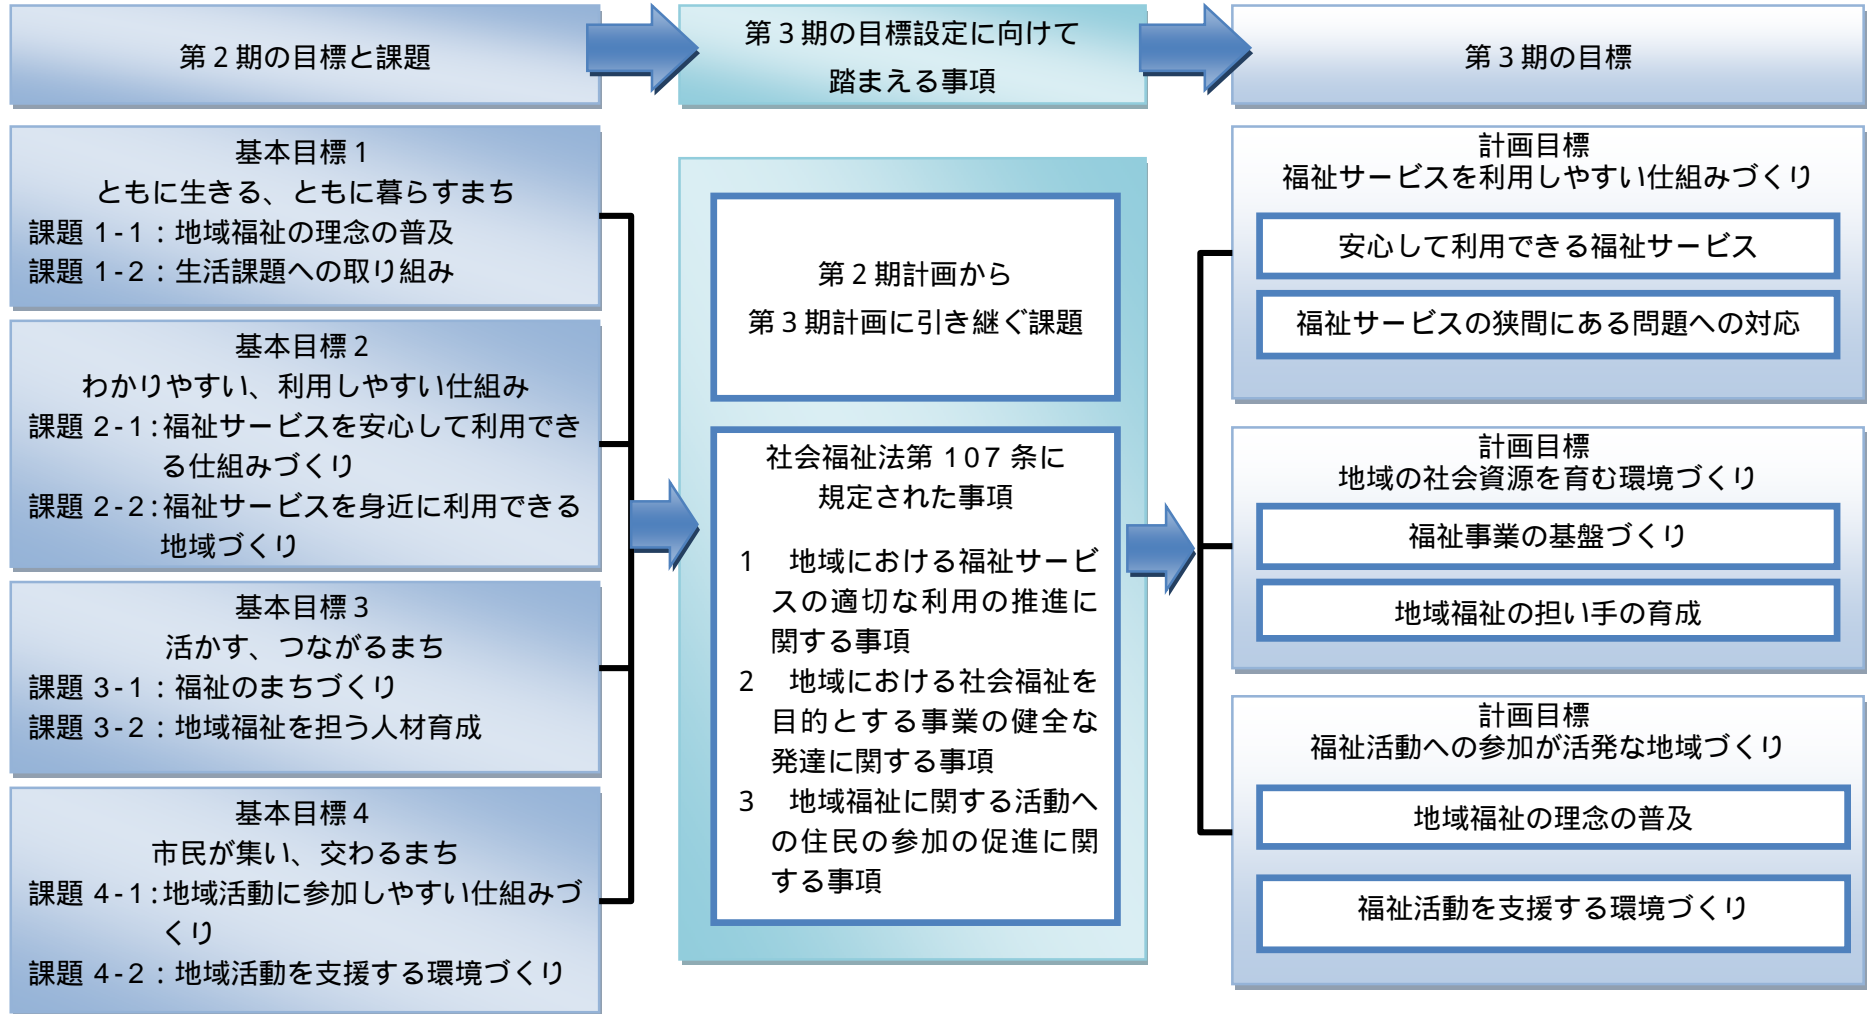 第２期の目標と課題
第３期の目標設定に向けて
踏まえる事項
第３期の目標
基本目標１
ともに生きる、ともに暮らすまち
課題 1-1：地域福祉の理念の普及
課題 1-2：生活課題への取り組み
基本目標２
わかりやすい、利用しやすい仕組み
課題 2-1：福祉サービスを安心して利用でき
る仕組みづくり
課題 2-2：福祉サービスを身近に利用できる
地域づくり
基本目標３
活かす、つながるまち
課題 3-1：福祉のまちづくり
課題 3-2：地域福祉を担う人材育成
基本目標４
市民が集い、交わるまち
課題 4-1：地域活動に参加しやすい仕組みづ
くり
課題 4-2：地域活動を支援する環境づくり
第２期計画から
第３期計画に引き継ぐ課題
社会福祉法第 107 条に
規定された事項
1　地域における福祉サービ
スの適切な利用の推進に
関する事項
2　地域における社会福祉を
目的とする事業の健全な
発達に関する事項
3　地域福祉に関する活動へ
の住民の参加の促進に関
する事項
計画目標
福祉サービスを利用しやすい仕組みづくり
安心して利用できる福祉サービス
福祉サービスの狭間にある問題への対応
計画目標
地域の社会資源を育む環境づくり
福祉事業の基盤づくり
地域福祉の担い手の育成
計画目標
福祉活動への参加が活発な地域づくり
地域福祉の理念の普及
福祉活動を支援する環境づくり